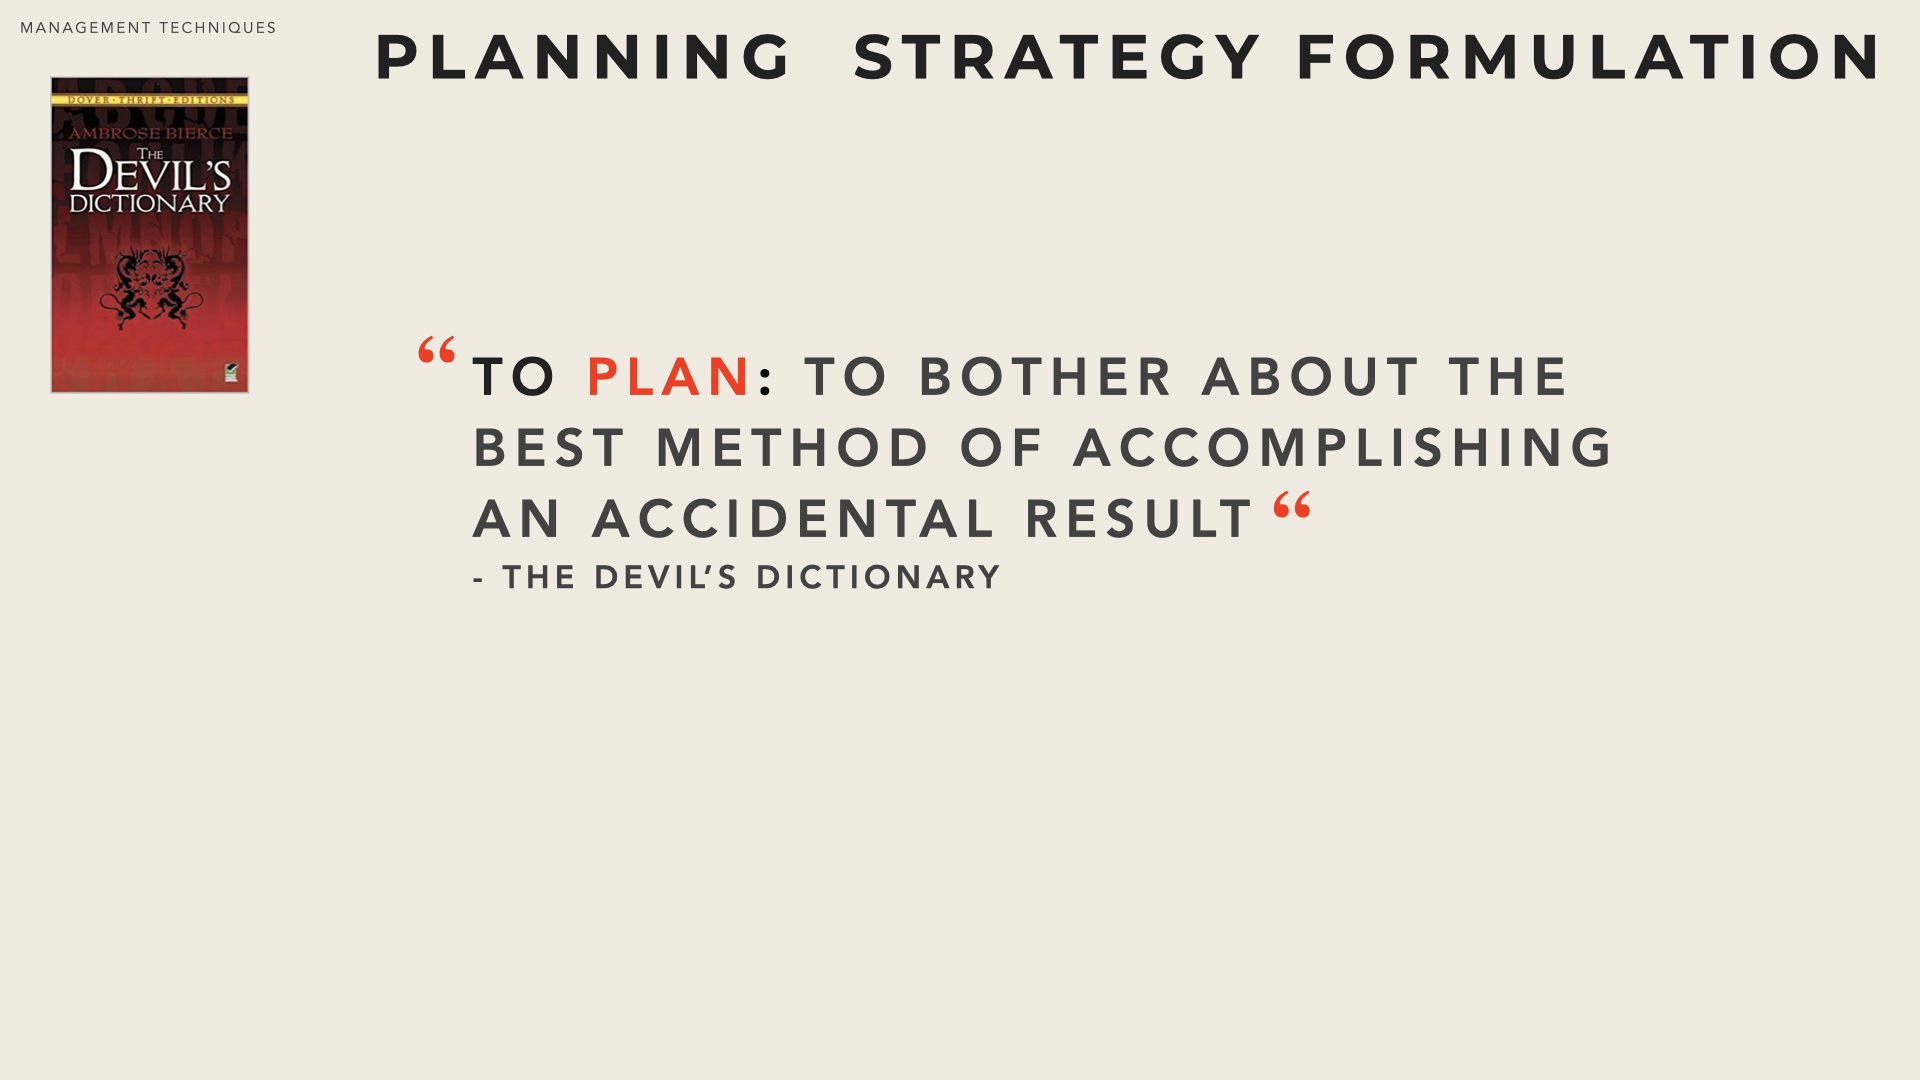 MANAGEMENT TECHNIQUES
PLANNING STRATEGY FORMULATION
DOVER · THRIFT · EDITIONS
AMBROSE BIERCE
THE
DEVIL'S
DICTIONARY
“TO PLAN: TO BOTHER ABOUT THE
BEST METHOD OF ACCOMPLISHING
AN ACCIDENTAL RESULT “
- THE DEVIL’S DICTIONARY